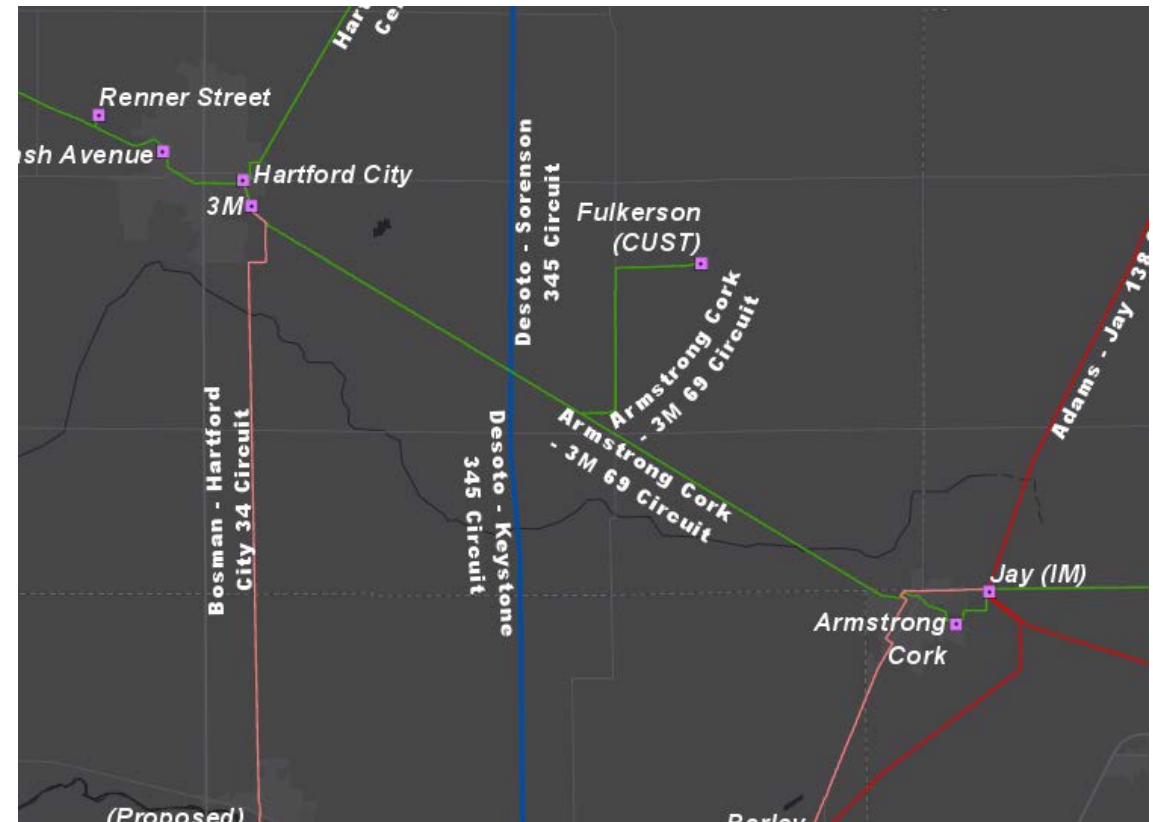 Renner Street
Avenue
Hartford City
3M
Desoto - Sorenson
345 Circuit
Fulkerson
(CUST)
Armstrong Cork
- 3M 69 Circuit
Armstrong Cork
- 3M 69 Circuit
Adams - Jay 138
Bosman - Hartford
City 34 Circuit
Desoto - Keystone
345 Circuit
Jay (IM)
Armstrong
Cork
(Proposed)